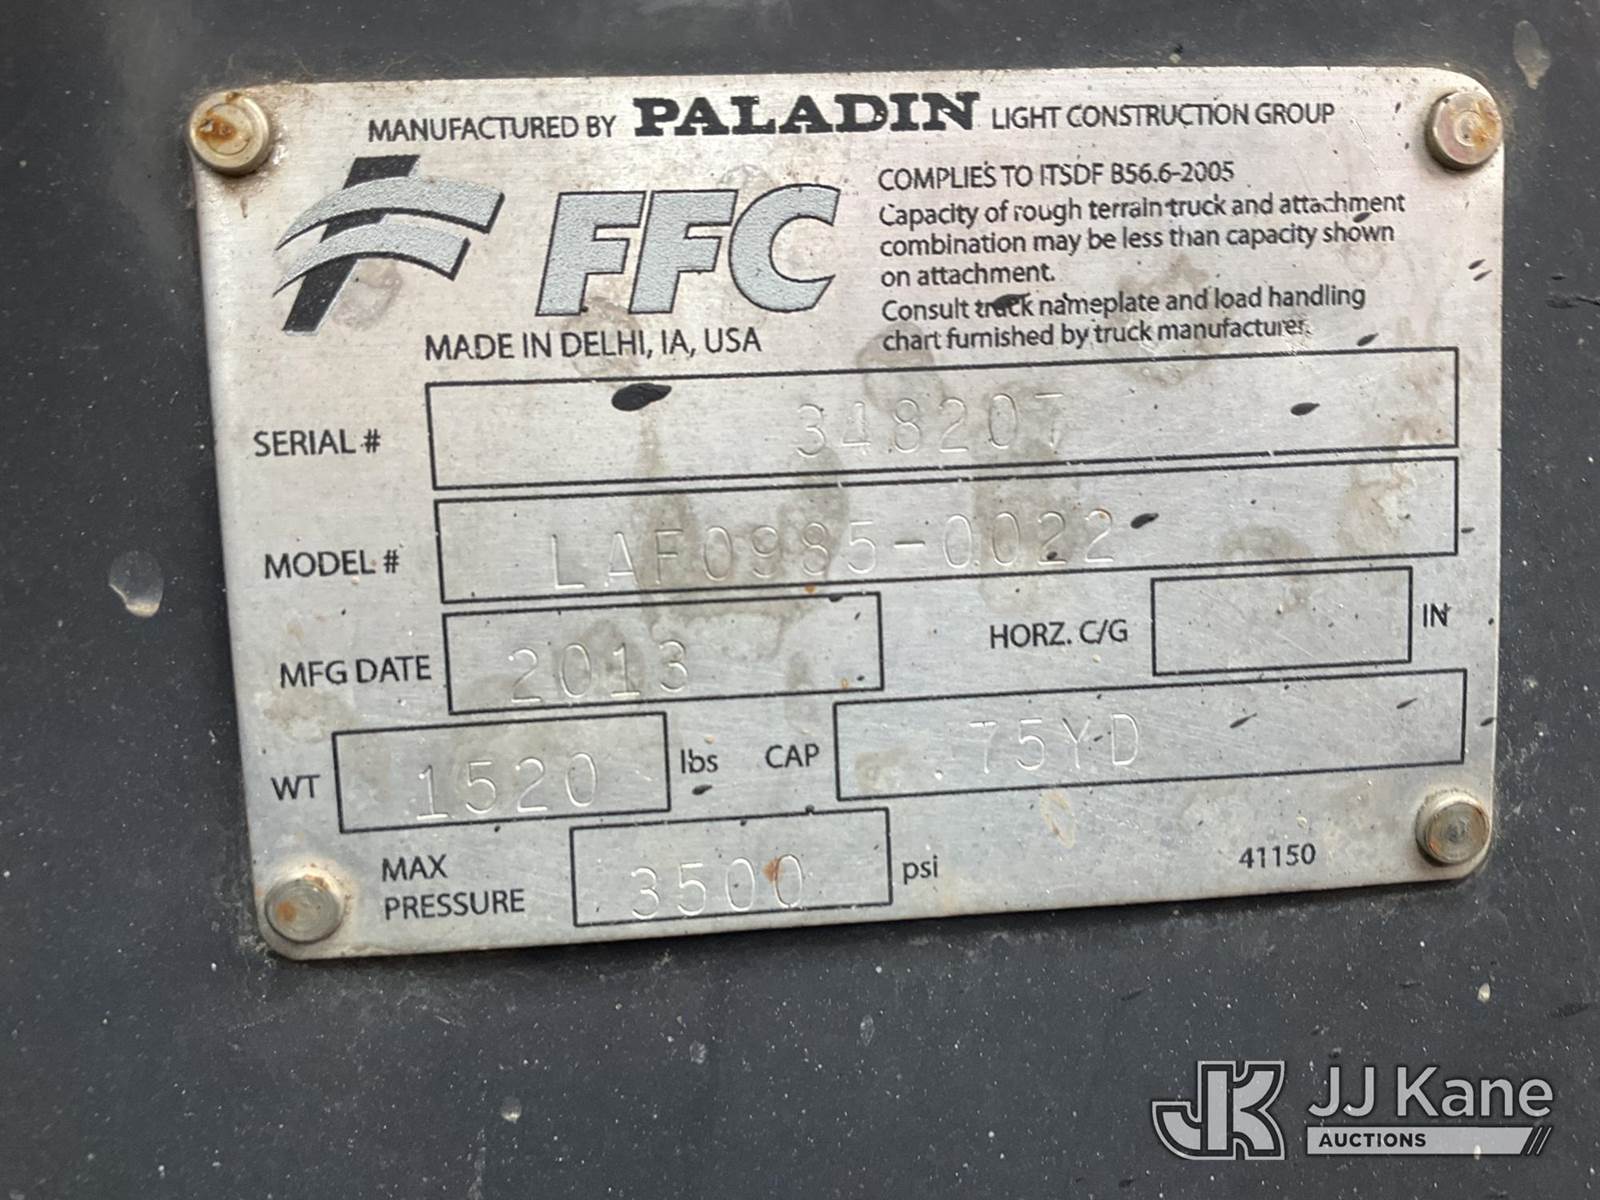 MANUFACTURED BY PALADIN LIGHT CONSTRUCTION GROUP
FFC
MADE IN DELHI, IA, USA
COMPLIES TO ITSDF B56.6-2005
Capacity of rough terrain truck and attachment
combination may be less than capacity shown
on attachment.
Consult truck nameplate and load handling
chart furnished by truck manufacturer.
SERIAL # 348207
MODEL # LAF0985-0022
MFG DATE 2013 HORZ. C/G IN
WT 1520 lbs CAP .75YD
MAX PRESSURE 3500 psi
41150
JK JJ Kane
AUCTIONS